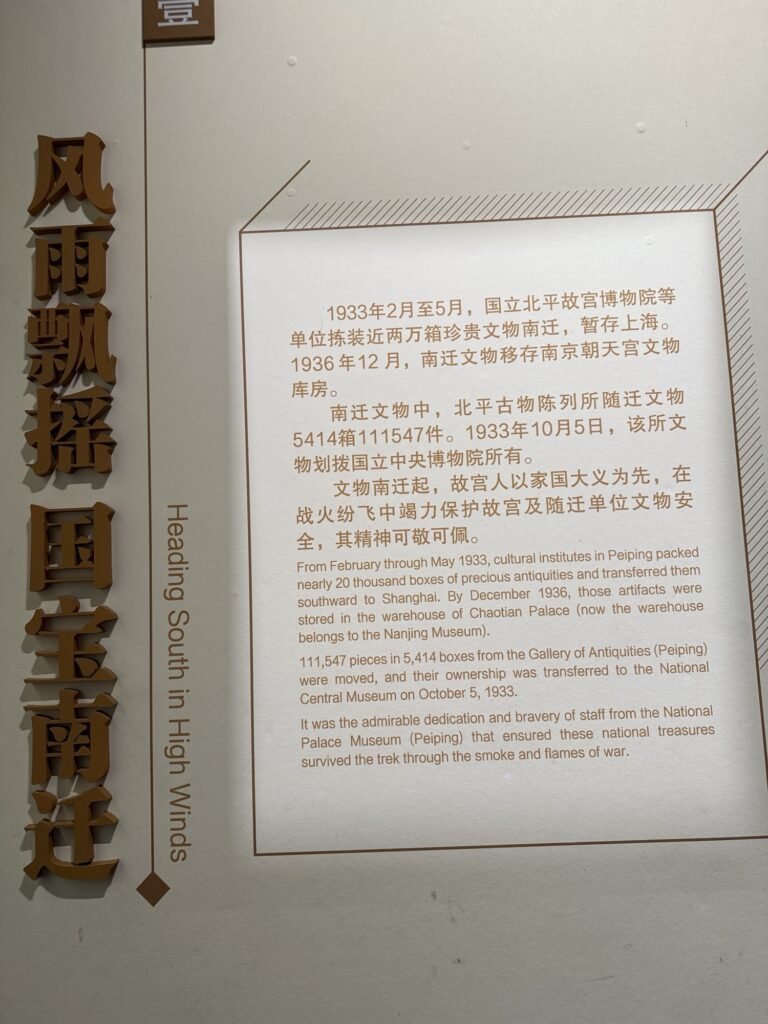 壹
风雨飘摇 国宝南迁
Heading South in High Winds
1933年2月至5月，国立北平故宫博物院等
单位拣装近两万箱珍贵文物南迁，暂存上海。
1936年12月，南迁文物移存南京朝天宫文物
库房。
南迁文物中，北平古物陈列所随迁文物
5414箱111547件。1933年10月5日，该所文
物划拨国立中央博物院所有。
文物南迁起，故宫人以家国大义为先，在
战火纷飞中竭力保护故宫及随迁单位文物安
全，其精神可敬可佩。
From February through May 1933, cultural institutes in Peiping packed
nearly 20 thousand boxes of precious antiquities and transferred them
southward to Shanghai. By December 1936, those artifacts were
stored in the warehouse of Chaotian Palace (now the warehouse
belongs to the Nanjing Museum).
111,547 pieces in 5,414 boxes from the Gallery of Antiquities (Peiping)
were moved, and their ownership was transferred to the National
Central Museum on October 5, 1933.
It was the admirable dedication and bravery of staff from the National
Palace Museum (Peiping) that ensured these national treasures
survived the trek through the smoke and flames of war.